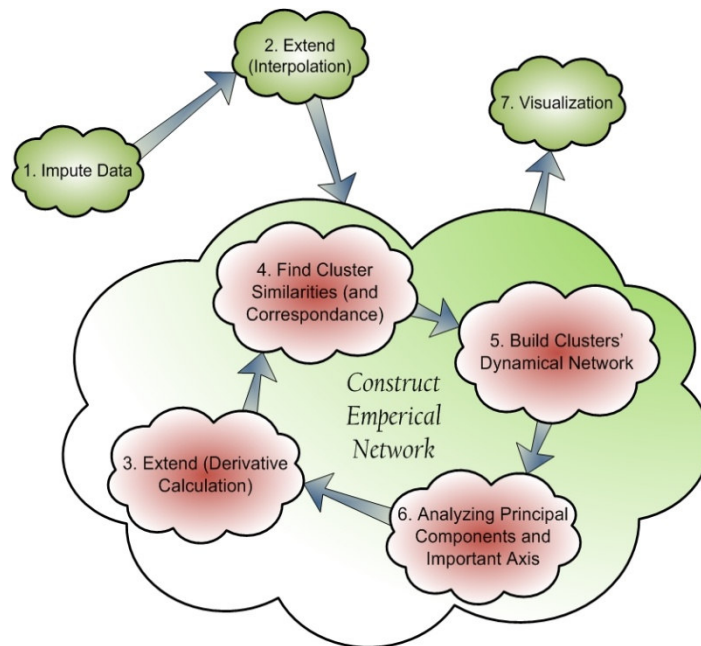 1. Impute Data
2. Extend
(Interpolation)
3. Extend (Derivative
Calculation)
4. Find Cluster
Similarities (and
Correspondance)
5. Build Clusters'
Dynamical Network
6. Analyzing Principal
Components and
Important Axis
7. Visualization
Construct
Emperical
Network